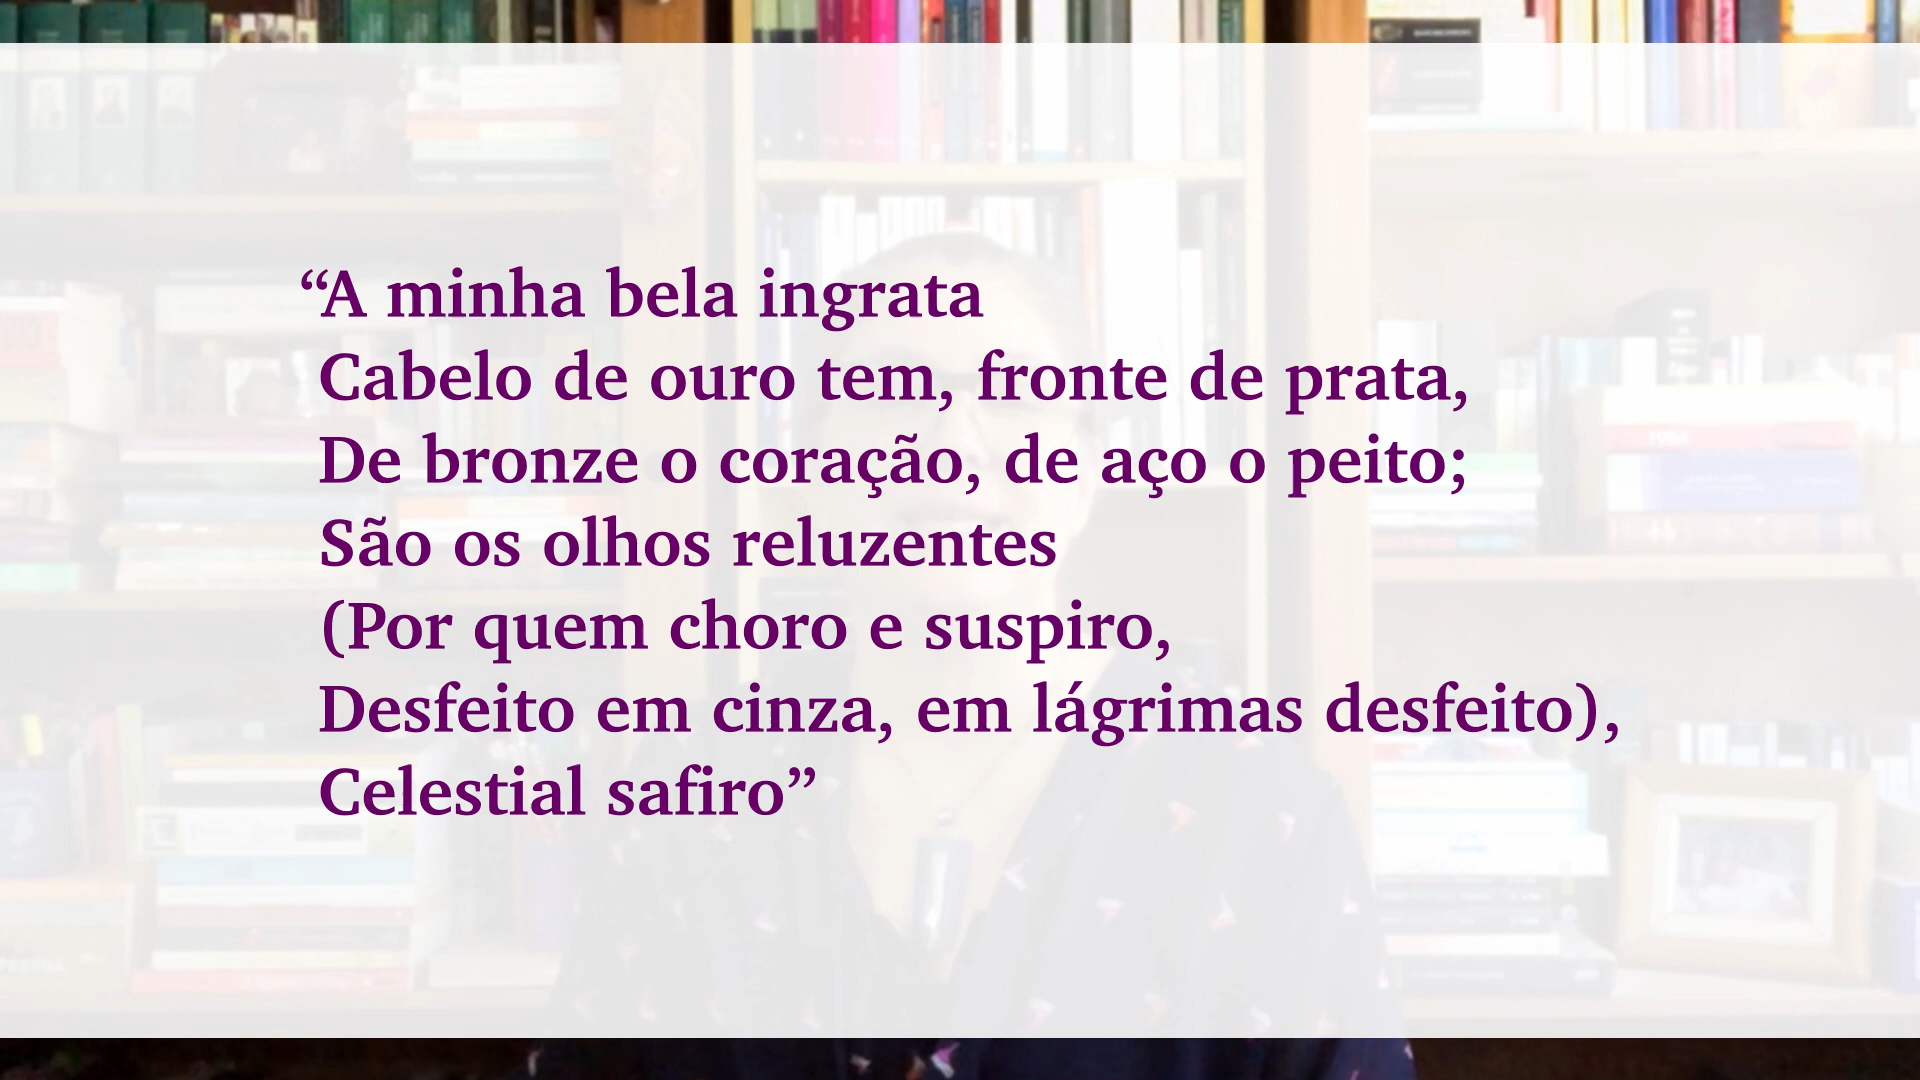 “A minha bela ingrata
Cabelo de ouro tem, fronte de prata,
De bronze o coração, de aço o peito;
São os olhos reluzentes
(Por quem choro e suspiro,
Desfeito em cinza, em lágrimas desfeito),
Celestial safiro”
1984